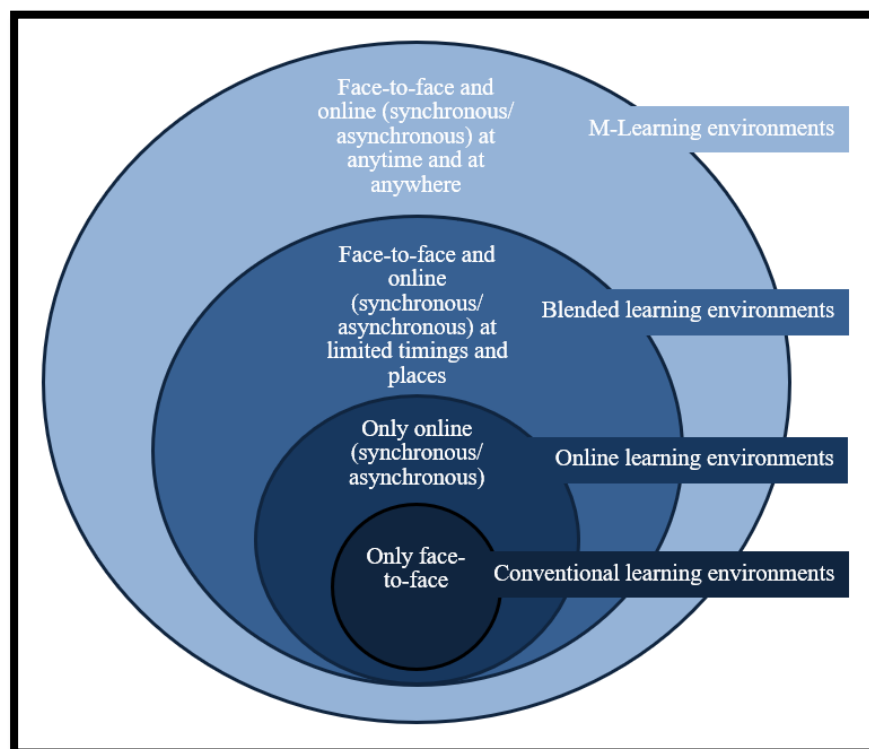 Face-to-face and
online (synchronous/
asynchronous) at
anytime and at
anywhere
M-Learning environments
Face-to-face and
online
(synchronous/
asynchronous) at
limited timings and
places
Blended learning environments
Only online
(synchronous/
asynchronous)
Online learning environments
Only face-
to-face
Conventional learning environments